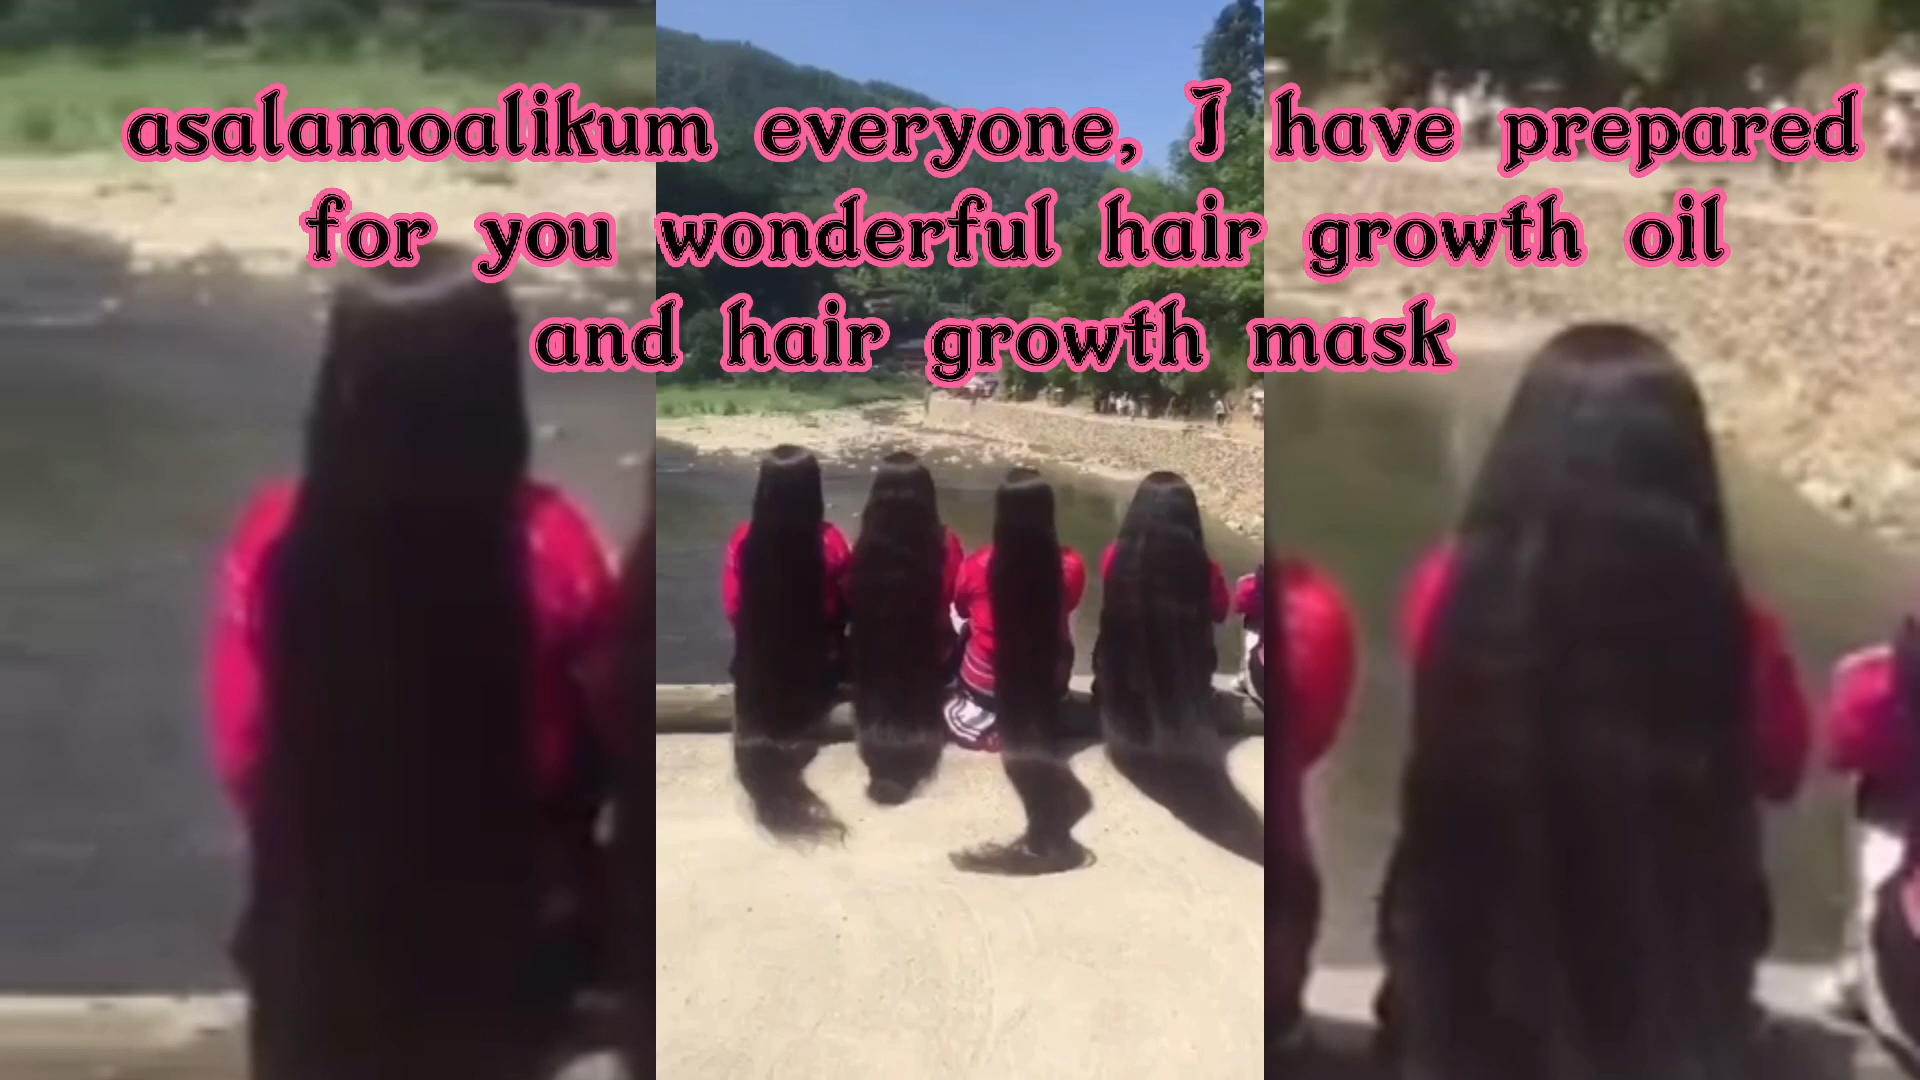 asalamoalikum everyone, I have prepared
for you wonderful hair growth oil
and hair growth mask